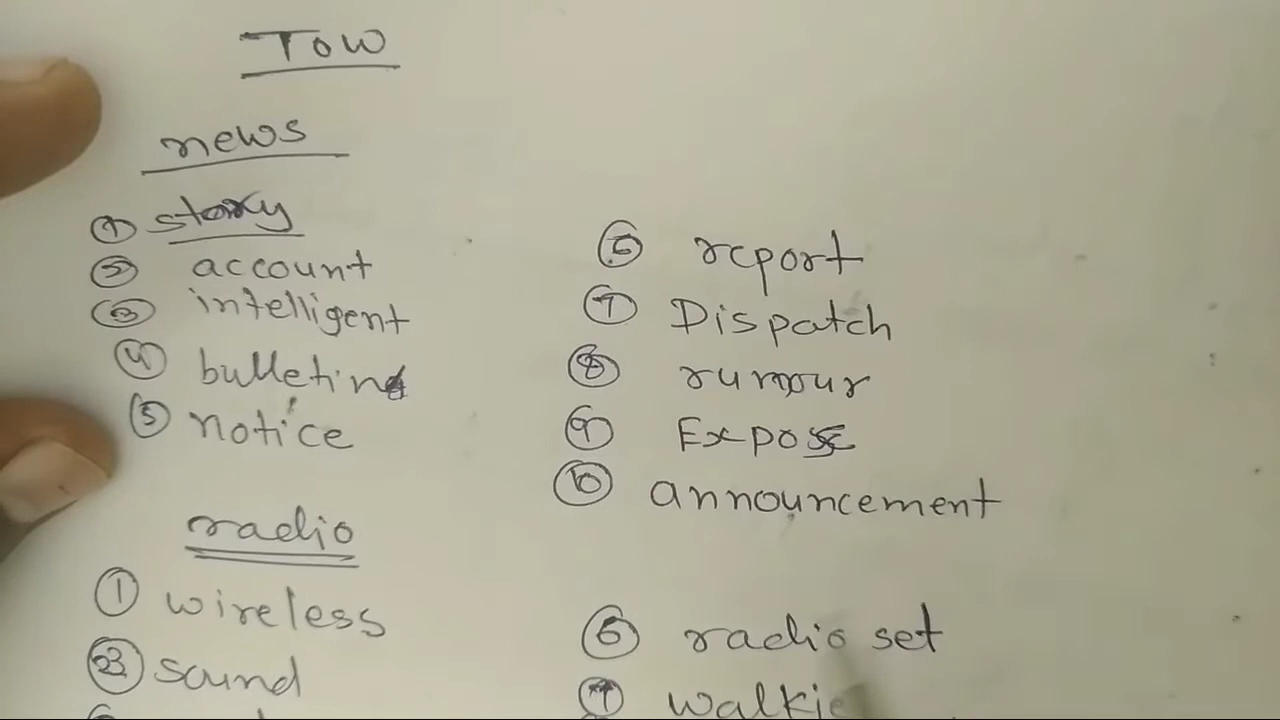 Tow
news
① story
② account
③ intelligent
④ bulletin
⑤ notice
⑥ report
⑦ Dispatch
⑧ rumour
⑨ Expose
⑩ announcement
radio
① wireless
② sound
⑥ radio set
⑦ walkie